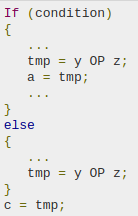 If (condition)
{
   ...
   tmp = y OP z;
   a = tmp;
   ...
}
else
{
   ...
   tmp = y OP z;
}
c = tmp;